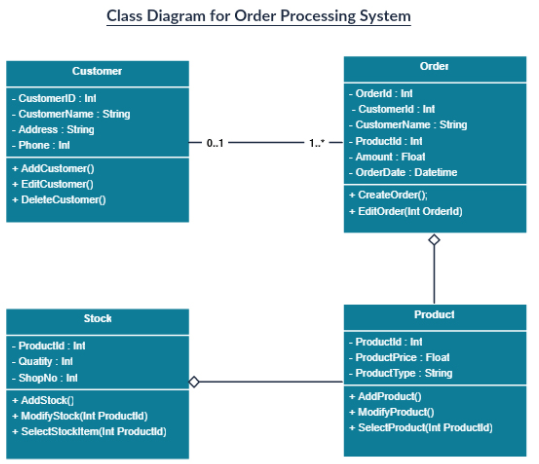 Class Diagram for Order Processing System
Customer
- CustomerID : Int
- CustomerName : String
- Address : String
- Phone : Int
+ AddCustomer()
+ EditCustomer()
+ DeleteCustomer()
0..1
1..*
Order
- OrderId : Int
- CustomerId : Int
- CustomerName : String
- ProductId : Int
- Amount : Float
- OrderDate : Datetime
+ CreateOrder();
+ EditOrder(Int OrderId)
Stock
- ProductId : Int
- Quatity : Int
- ShopNo : Int
+ AddStock()
+ ModifyStock(Int ProductId)
+ SelectStockItem(Int ProductId)
Product
- ProductId : Int
- ProductPrice : Float
- ProductType : String
+ AddProduct()
+ ModifyProduct()
+ SelectProduct(Int ProductId)